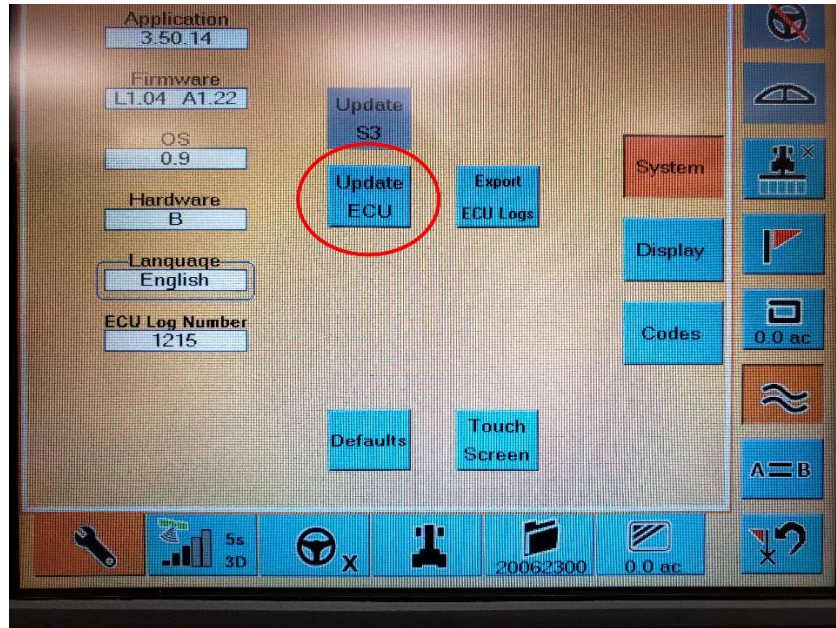 Application
3.50.14
Firmware
L1.04 A1.22
OS
0.9
Hardware
B
Language
English
ECU Log Number
1215
Update
S3
Update
ECU
Export
ECU Logs
Defaults
Touch
Screen
System
Display
Codes
0.0 ac
A B
5s
3D
X
20062300
0.0 ac